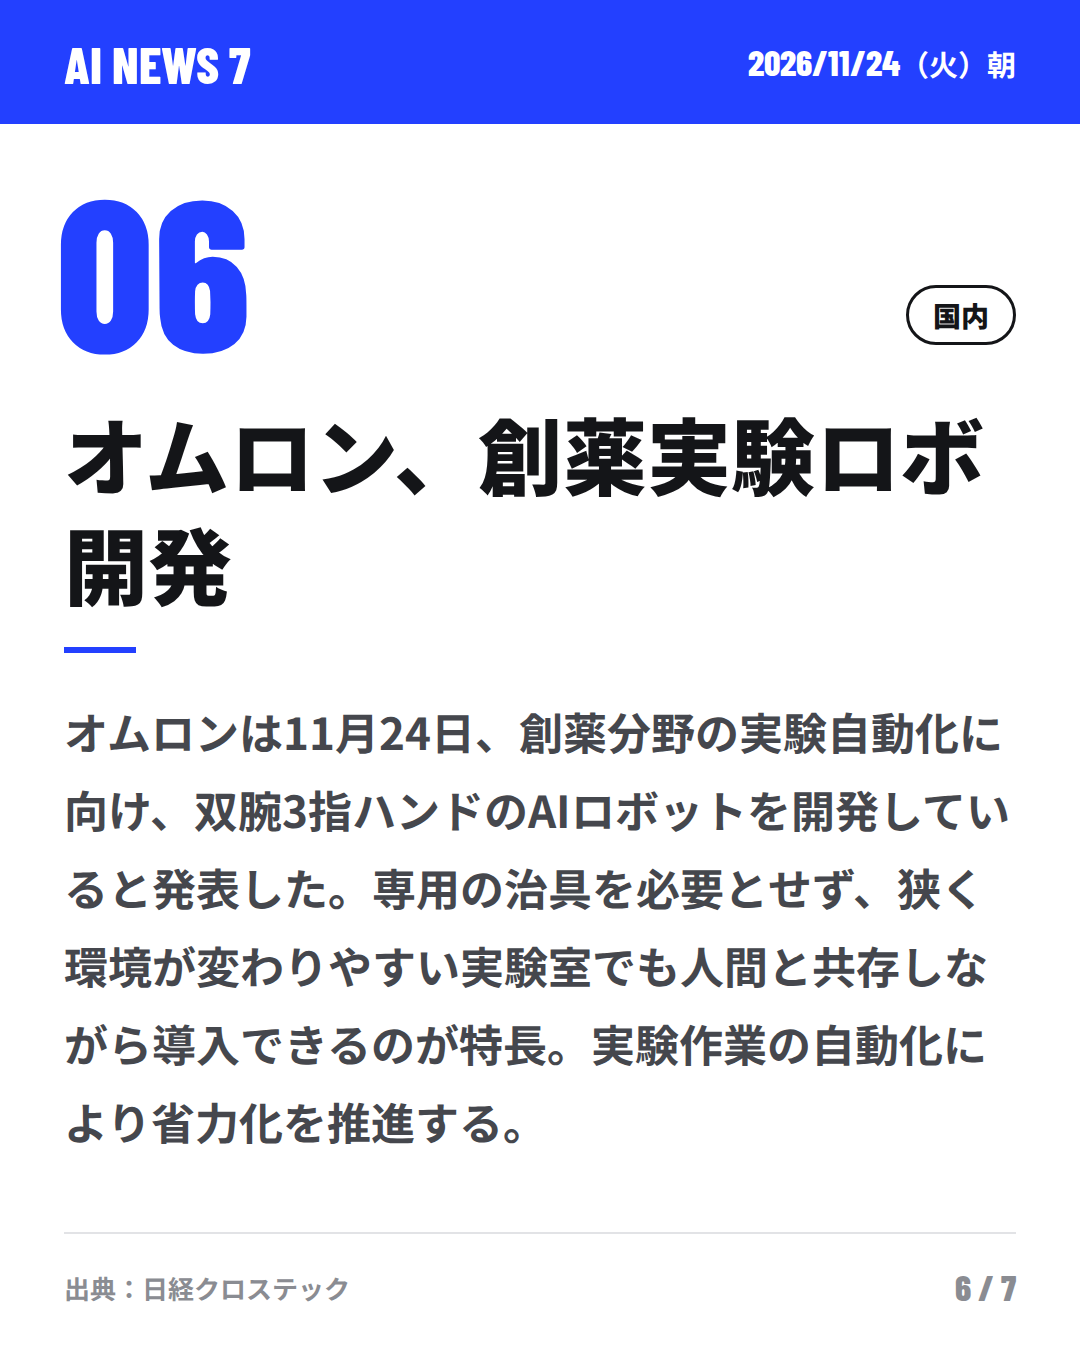 AI NEWS 7
2026/11/24（火）朝
06
国内
オムロン、創薬実験ロボ
開発
オムロンは11月24日、創薬分野の実験自動化に
向け、双腕3指ハンドのAIロボットを開発してい
ると発表した。専用の治具を必要とせず、狭く
環境が変わりやすい実験室でも人間と共存しな
がら導入できるのが特長。実験作業の自動化に
より省力化を推進する。
出典：日経クロステック
6 / 7